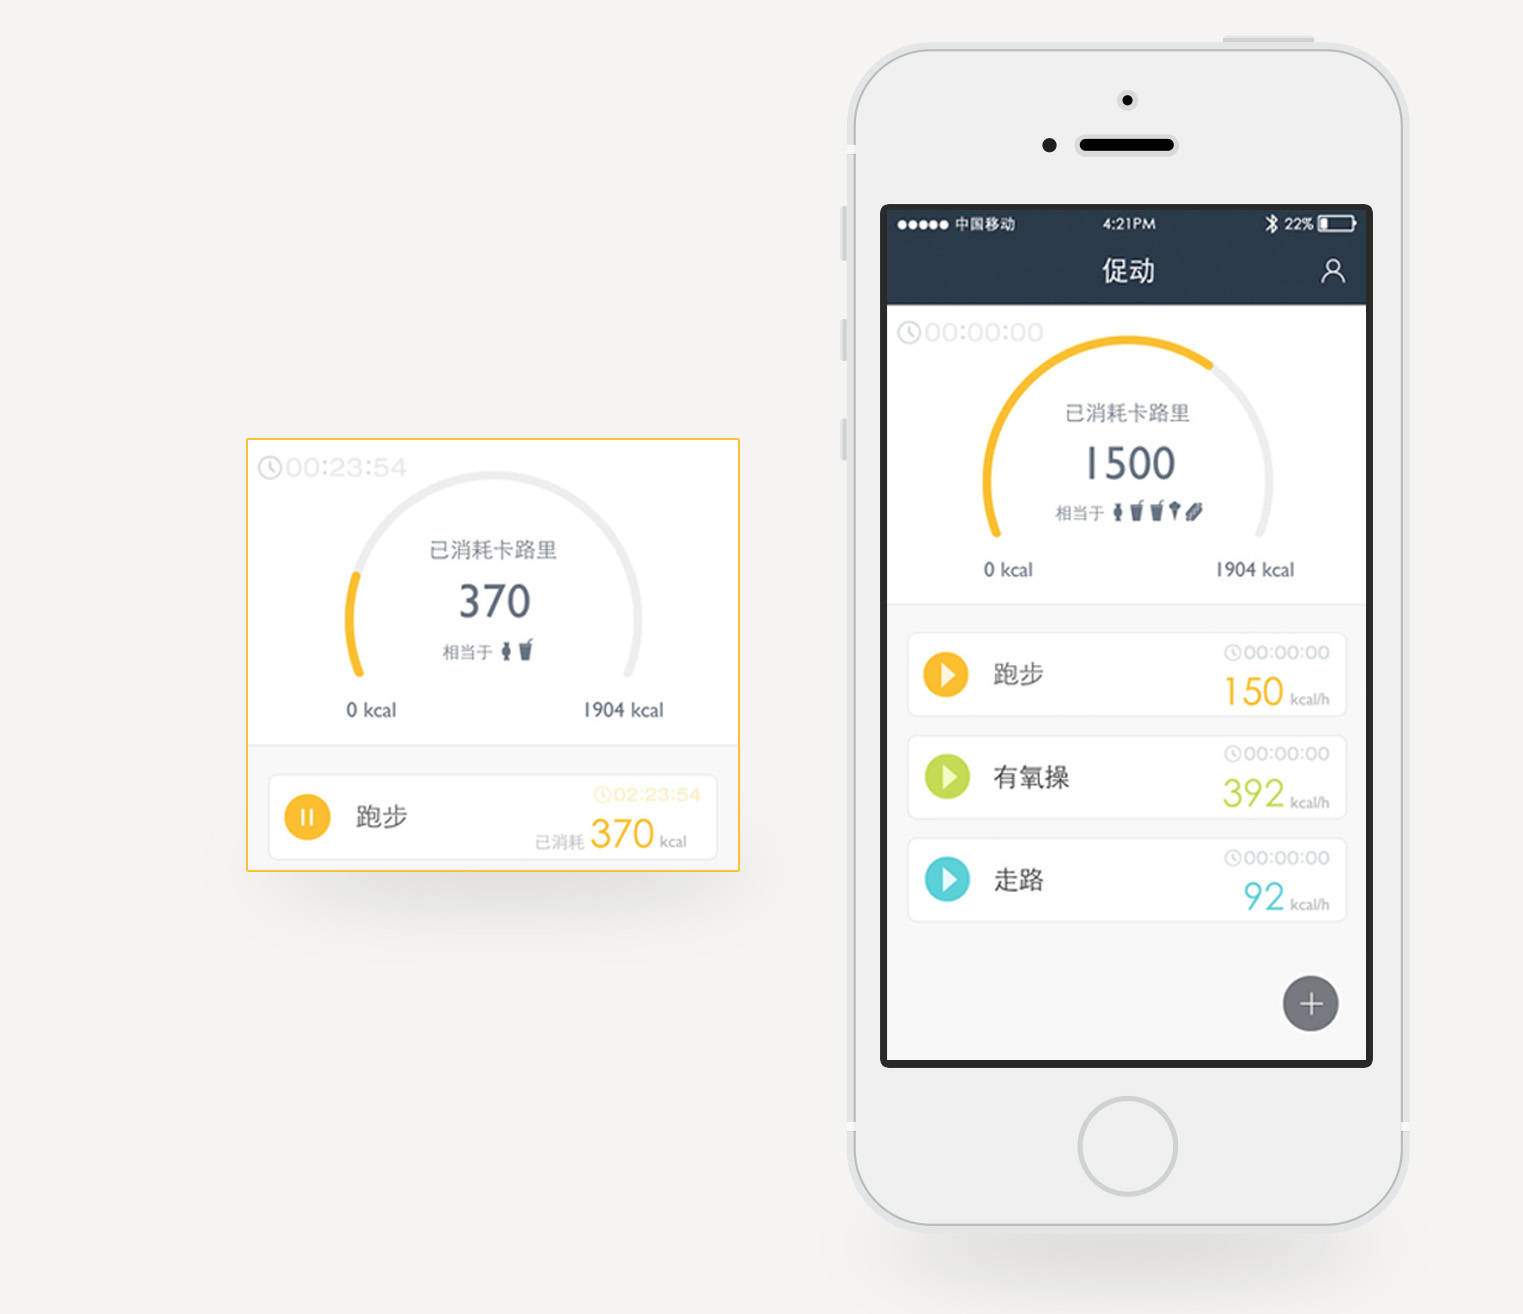 00:23:54
已消耗卡路里
370
相当于
0 kcal 1904 kcal
02:23:54
跑步
已消耗 370 kcal
中国移动 4:21PM 22%
促动
00:00:00
已消耗卡路里
1500
相当于
0 kcal 1904 kcal
00:00:00
跑步
150 kcal/h
00:00:00
有氧操
392 kcal/h
00:00:00
走路
92 kcal/h